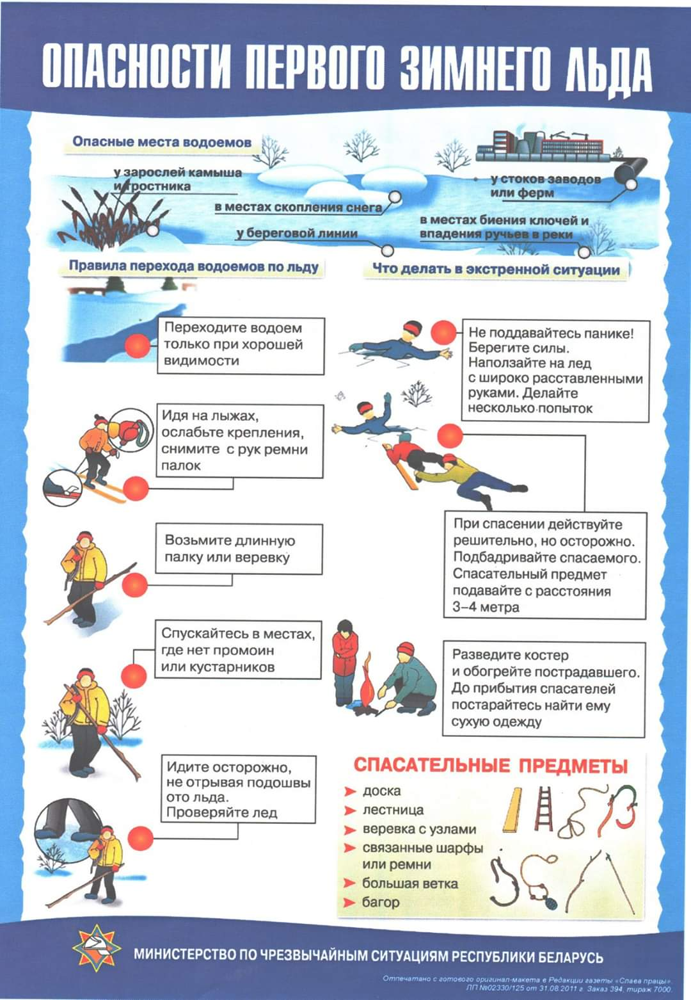 ОПАСНОСТИ ПЕРВОГО ЗИМНЕГО ЛЬДА
Опасные места водоемов
у зарослей камыша
и тростника
в местах скопления снега
у береговой линии
у стоков заводов
или ферм
в местах биения ключей и
впадения ручьев в реки
Правила перехода водоемов по льду
Переходите водоем
только при хорошей
видимости
Идя на лыжах,
ослабьте крепления,
снимите с рук ремни
палок
Возьмите длинную
палку или веревку
Спускайтесь в местах,
где нет промоин
или кустарников
Идите осторожно,
не отрывая подошвы
ото льда.
Проверяйте лед
Что делать в экстренной ситуации
Не поддавайтесь панике!
Берегите силы.
Наползайте на лед
с широко расставленными
руками. Делайте
несколько попыток
При спасении действуйте
решительно, но осторожно.
Подбадривайте спасаемого.
Спасательный предмет
подавайте с расстояния
3–4 метра
Разведите костер
и обогрейте пострадавшего.
До прибытия спасателей
постарайтесь найти ему
сухую одежду
СПАСАТЕЛЬНЫЕ ПРЕДМЕТЫ
доска
лестница
веревка с узлами
связанные шарфы
или ремни
большая ветка
багор
МИНИСТЕРСТВО ПО ЧРЕЗВЫЧАЙНЫМ СИТУАЦИЯМ РЕСПУБЛИКИ БЕЛАРУСЬ
Отпечатано с готового оригинал-макета в Редакции газеты «Слава працы».
ЛП №02330/125 от 31.08.2011 г. Заказ 394, тираж 7000.